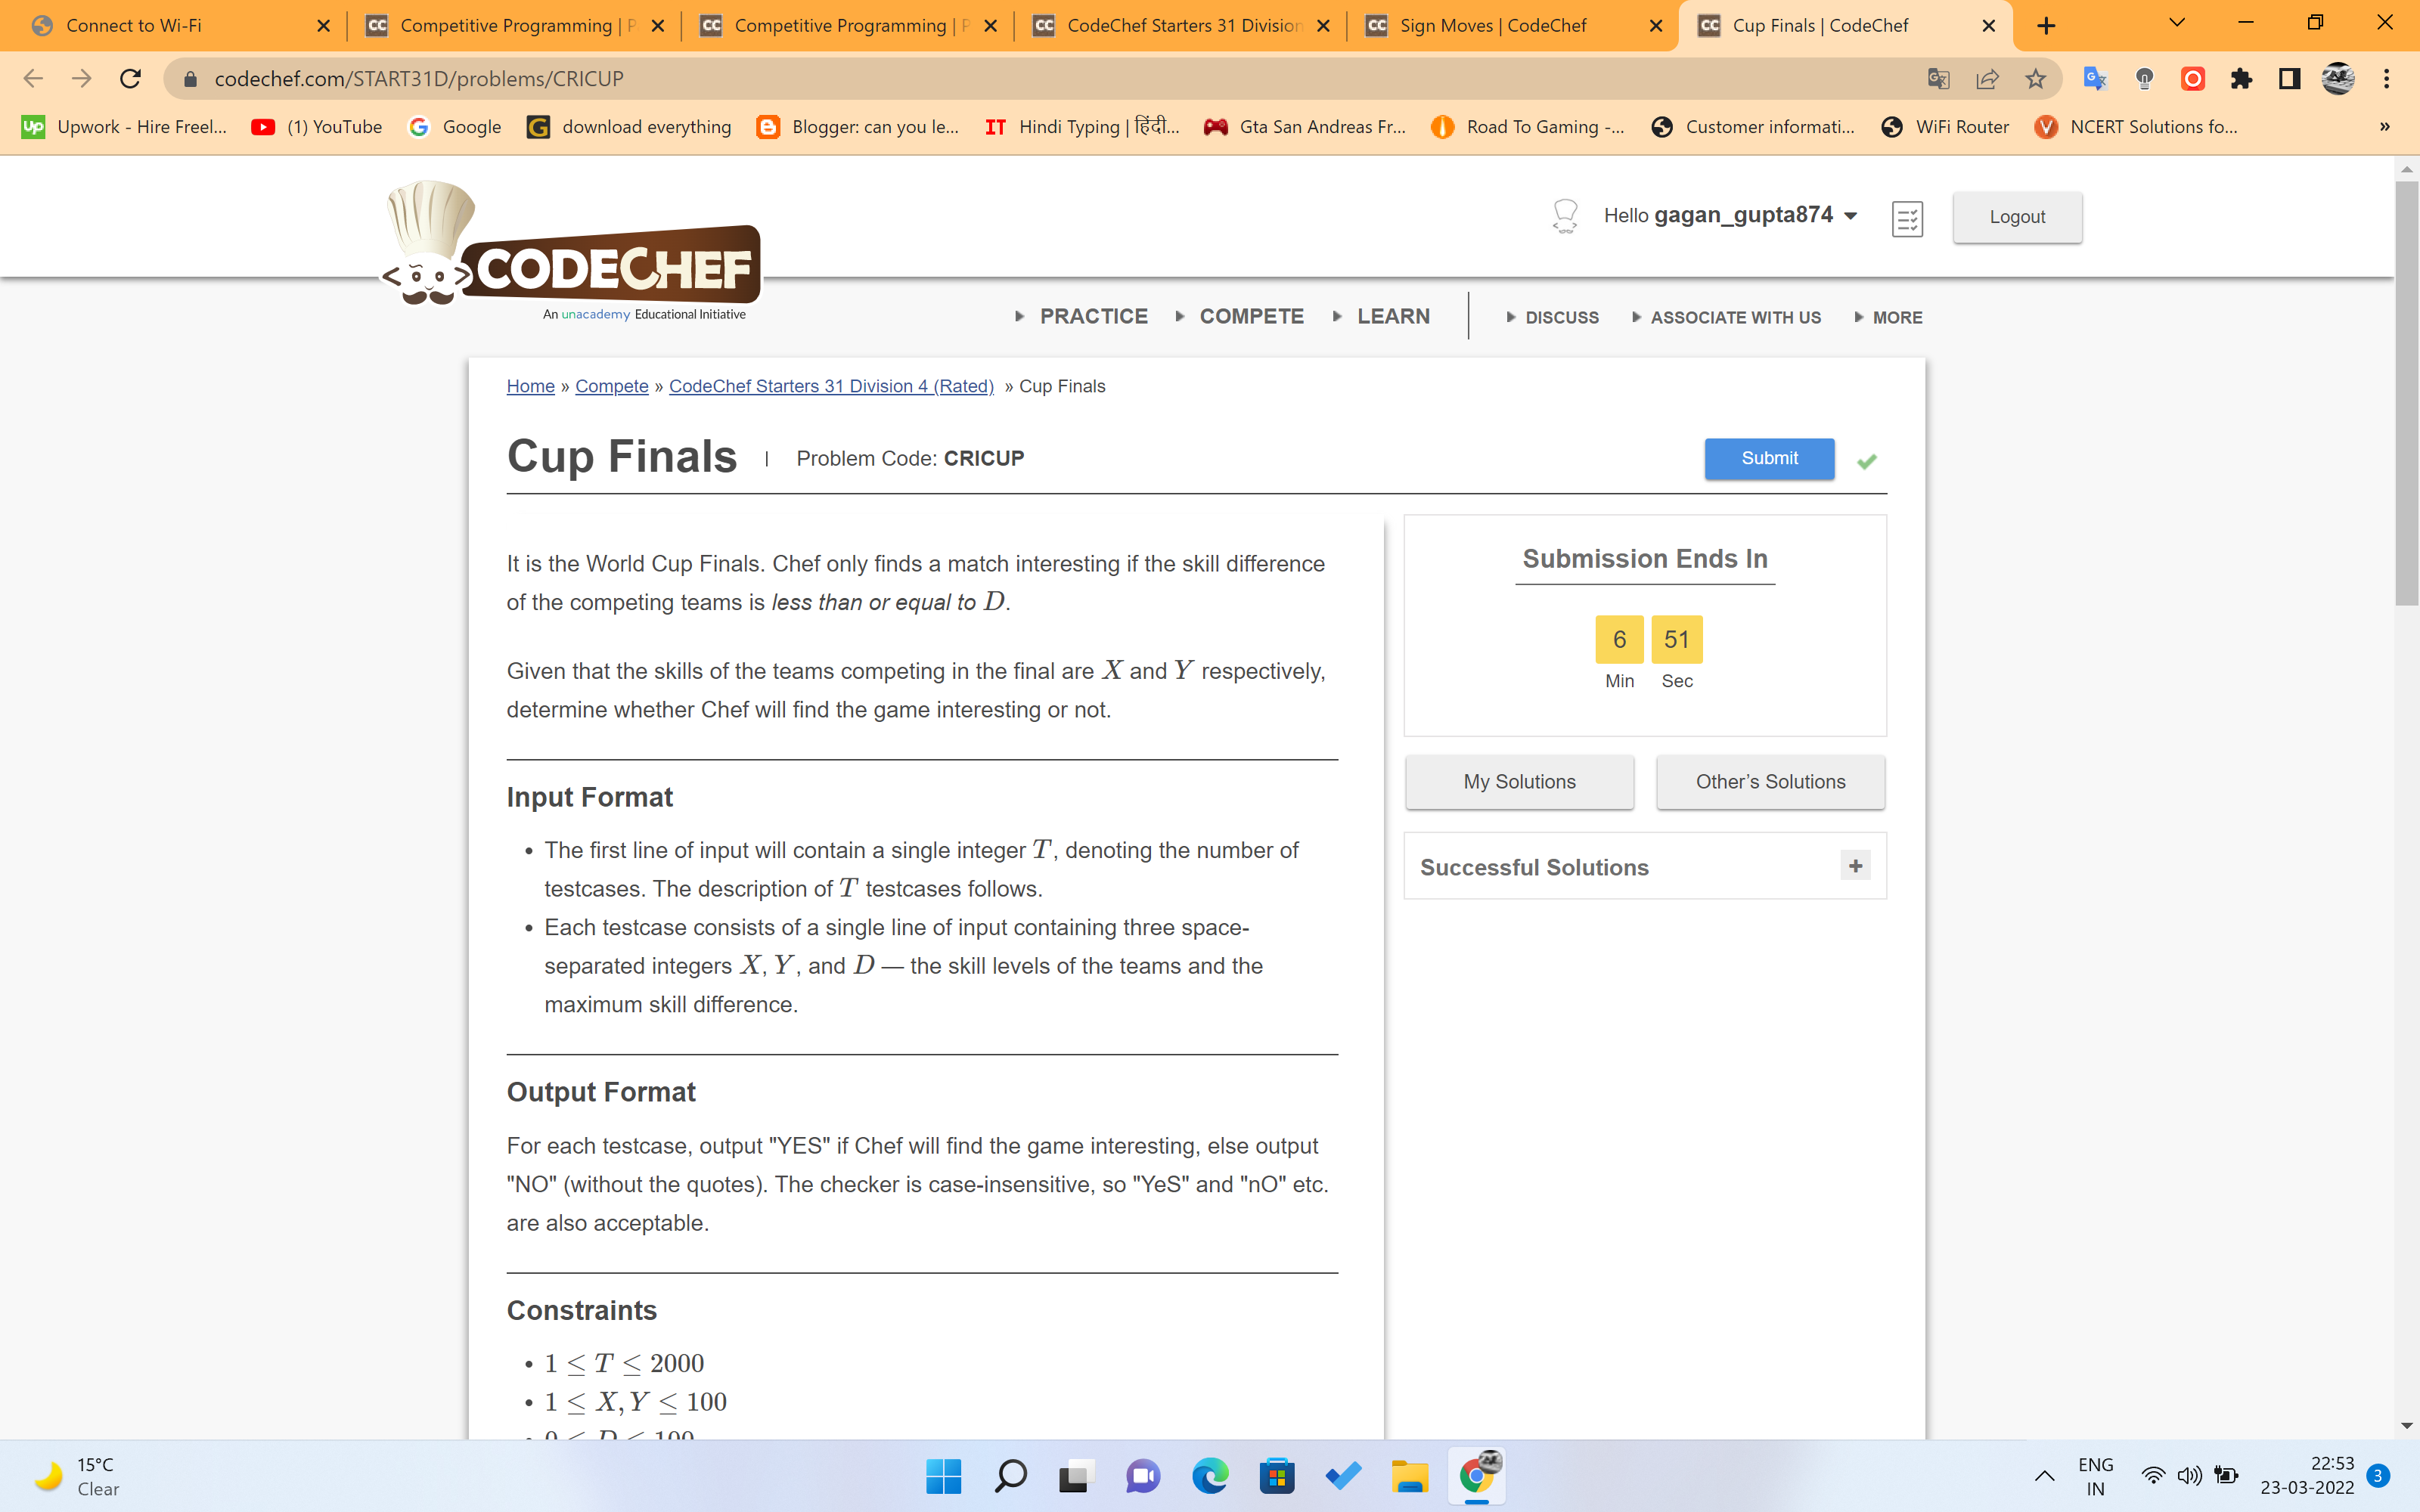 Connect to Wi-Fi
Competitive Programming | P
Competitive Programming | P
CodeChef Starters 31 Division
Sign Moves | CodeChef
Cup Finals | CodeChef
codechef.com/START31D/problems/CRICUP
Upwork - Hire Freel...
(1) YouTube
Google
download everything
Blogger: can you le...
Hindi Typing | हिंदी...
Gta San Andreas Fr...
Road To Gaming -...
Customer informati...
WiFi Router
NCERT Solutions fo...
»
CODECHEF
An unacademy Educational Initiative
Hello gagan_gupta874
Logout
PRACTICE
COMPETE
LEARN
DISCUSS
ASSOCIATE WITH US
MORE
Home » Compete » CodeChef Starters 31 Division 4 (Rated) » Cup Finals
Cup Finals | Problem Code: CRICUP
Submit
It is the World Cup Finals. Chef only finds a match interesting if the skill difference
of the competing teams is less than or equal to D.
Given that the skills of the teams competing in the final are X and Y respectively,
determine whether Chef will find the game interesting or not.
Input Format
• The first line of input will contain a single integer T, denoting the number of
testcases. The description of T testcases follows.
• Each testcase consists of a single line of input containing three space-
separated integers X, Y, and D — the skill levels of the teams and the
maximum skill difference.
Output Format
For each testcase, output "YES" if Chef will find the game interesting, else output
"NO" (without the quotes). The checker is case-insensitive, so "YeS" and "nO" etc.
are also acceptable.
Constraints
• 1 ≤ T ≤ 2000
• 1 ≤ X, Y ≤ 100
• 0 ≤ D ≤ 100
Submission Ends In
6 51
Min Sec
My Solutions
Other's Solutions
Successful Solutions
+
15°C
Clear
ENG
IN
22:53
23-03-2022
3